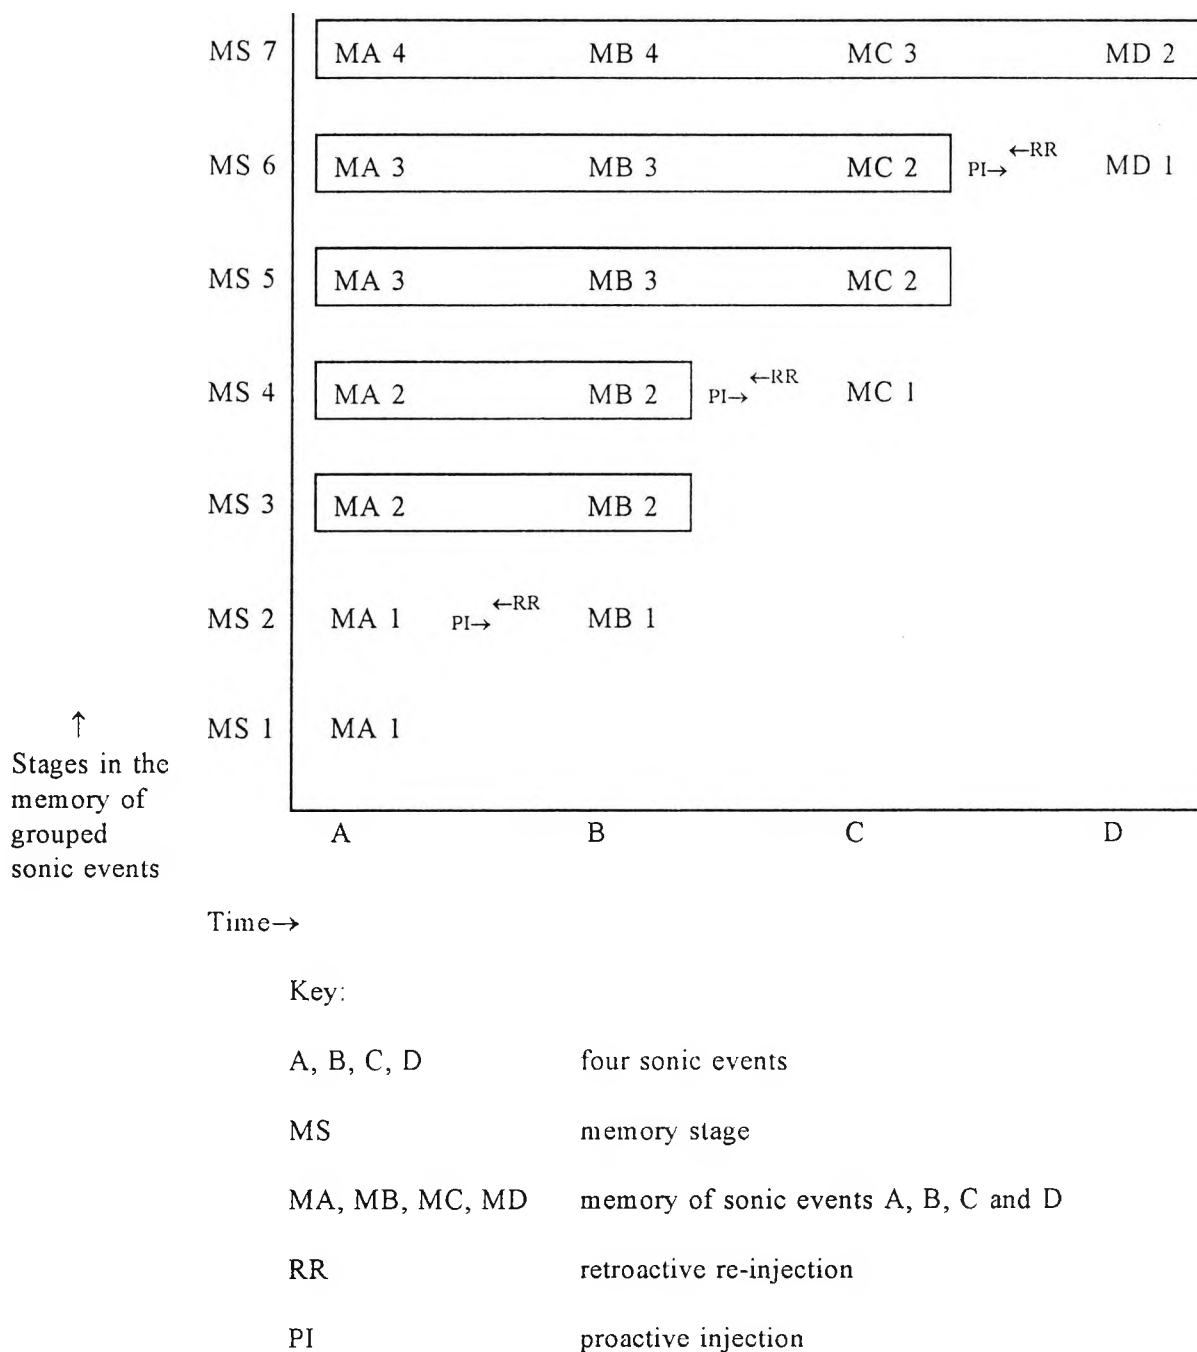 MS 7 MA 4 MB 4 MC 3 MD 2
MS 6 MA 3 MB 3 MC 2 PI→ ←RR MD 1
MS 5 MA 3 MB 3 MC 2
MS 4 MA 2 MB 2 PI→ ←RR MC 1
MS 3 MA 2 MB 2
MS 2 MA 1 PI→ ←RR MB 1
MS 1 MA 1
↑
Stages in the
memory of
grouped
sonic events
A B C D
Time→
Key:
A, B, C, D four sonic events
MS memory stage
MA, MB, MC, MD memory of sonic events A, B, C and D
RR retroactive re-injection
PI proactive injection